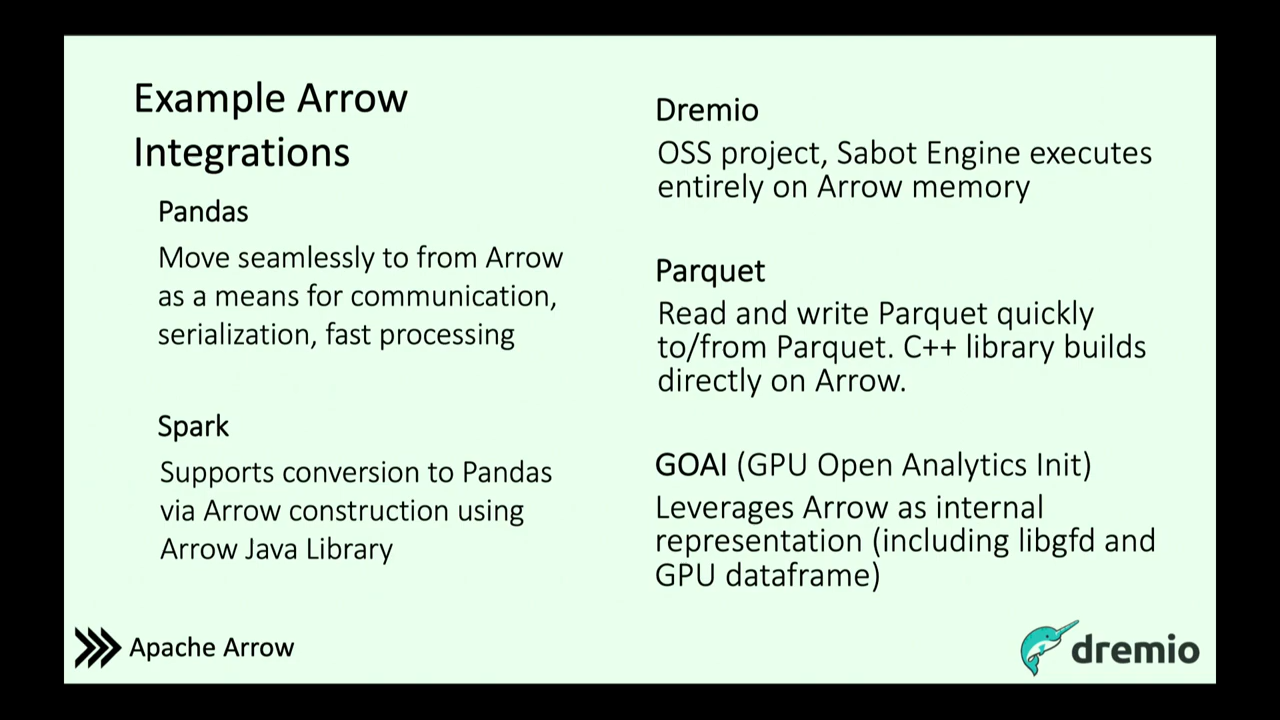 Example Arrow
Integrations
Pandas
Move seamlessly to from Arrow
as a means for communication,
serialization, fast processing
Spark
Supports conversion to Pandas
via Arrow construction using
Arrow Java Library
Dremio
OSS project, Sabot Engine executes
entirely on Arrow memory
Parquet
Read and write Parquet quickly
to/from Parquet. C++ library builds
directly on Arrow.
GOAI (GPU Open Analytics Init)
Leverages Arrow as internal
representation (including libgfd and
GPU dataframe)
Apache Arrow
dremio